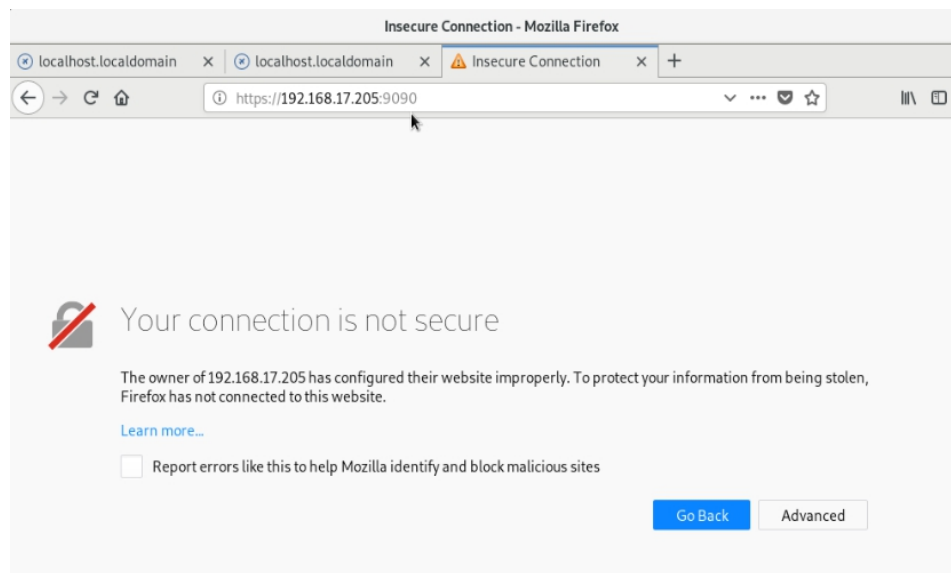 Insecure Connection - Mozilla Firefox
localhost.localdomain localhost.localdomain Insecure Connection
https://192.168.17.205:9090
Your connection is not secure
The owner of 192.168.17.205 has configured their website improperly. To protect your information from being stolen,
Firefox has not connected to this website.
Learn more...
Report errors like this to help Mozilla identify and block malicious sites
Go Back Advanced